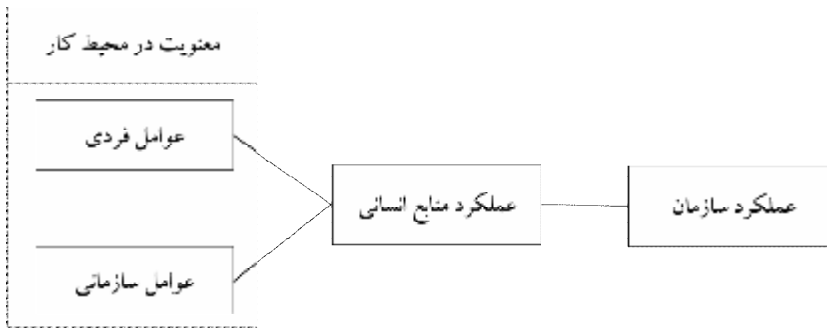 معنویت در محیط کار
عوامل فردی
عملکرد منابع انسانی
عملکرد سازمان
عوامل سازمانی